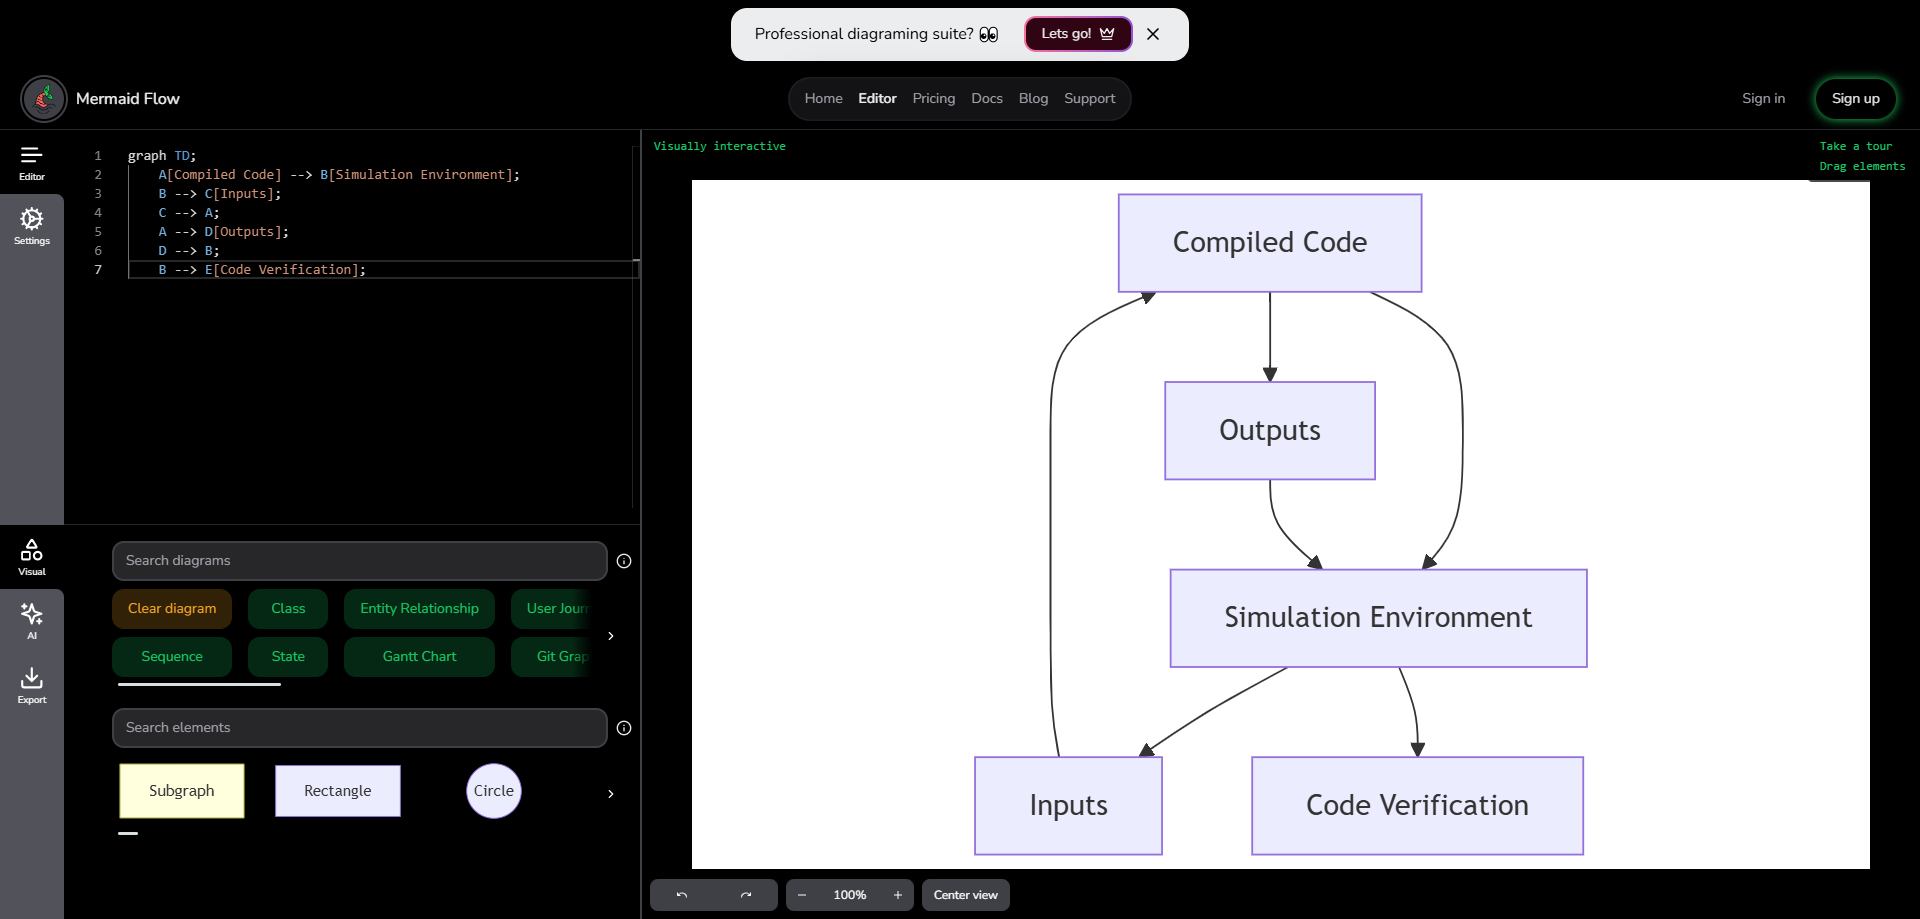 Professional diagraming suite? 👀 Lets go!
Mermaid Flow
Home Editor Pricing Docs Blog Support
Sign in Sign up
Editor
Settings
1 graph TD;
2 A[Compiled Code] --> B[Simulation Environment];
3 B --> C[Inputs];
4 C --> A;
5 A --> D[Outputs];
6 D --> B;
7 B --> E[Code Verification];
Visual
AI
Export
Search diagrams
Clear diagram Class Entity Relationship User Jour
Sequence State Gantt Chart Git Grap
Search elements
Subgraph Rectangle Circle
Visually interactive
Take a tour
Drag elements
Compiled Code
Outputs
Simulation Environment
Inputs Code Verification
100% Center view